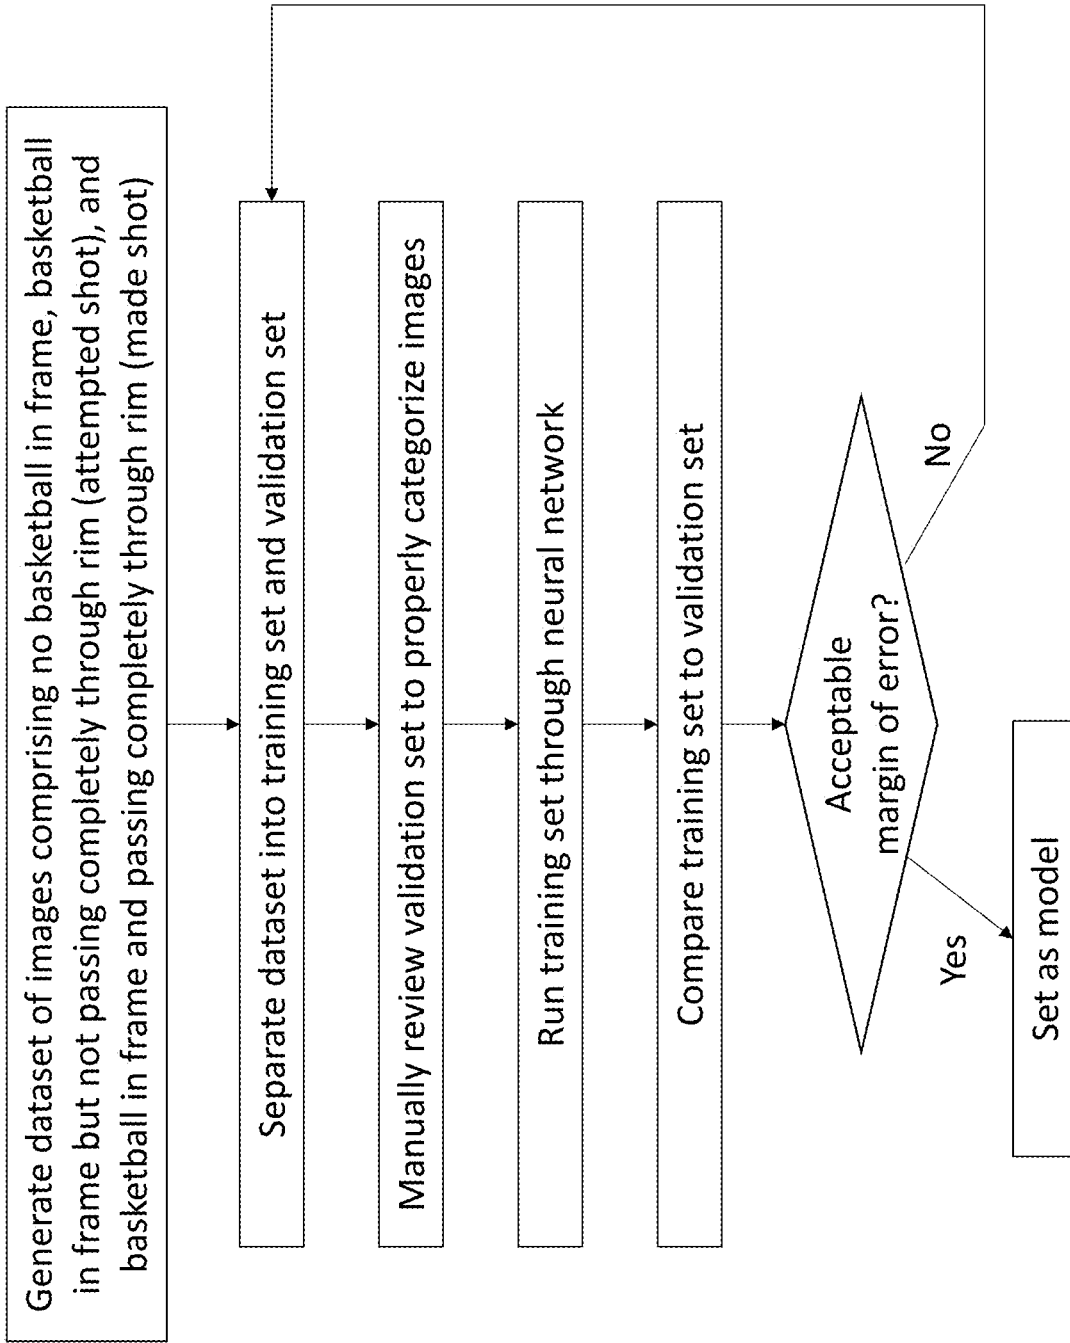 Generate dataset of images comprising no basketball in frame, basketball
in frame but not passing completely through rim (attempted shot), and
basketball in frame and passing completely through rim (made shot)
Separate dataset into training set and validation set
Manually review validation set to properly categorize images
Run training set through neural network
Compare training set to validation set
Acceptable
margin of error?
Yes
No
Set as model